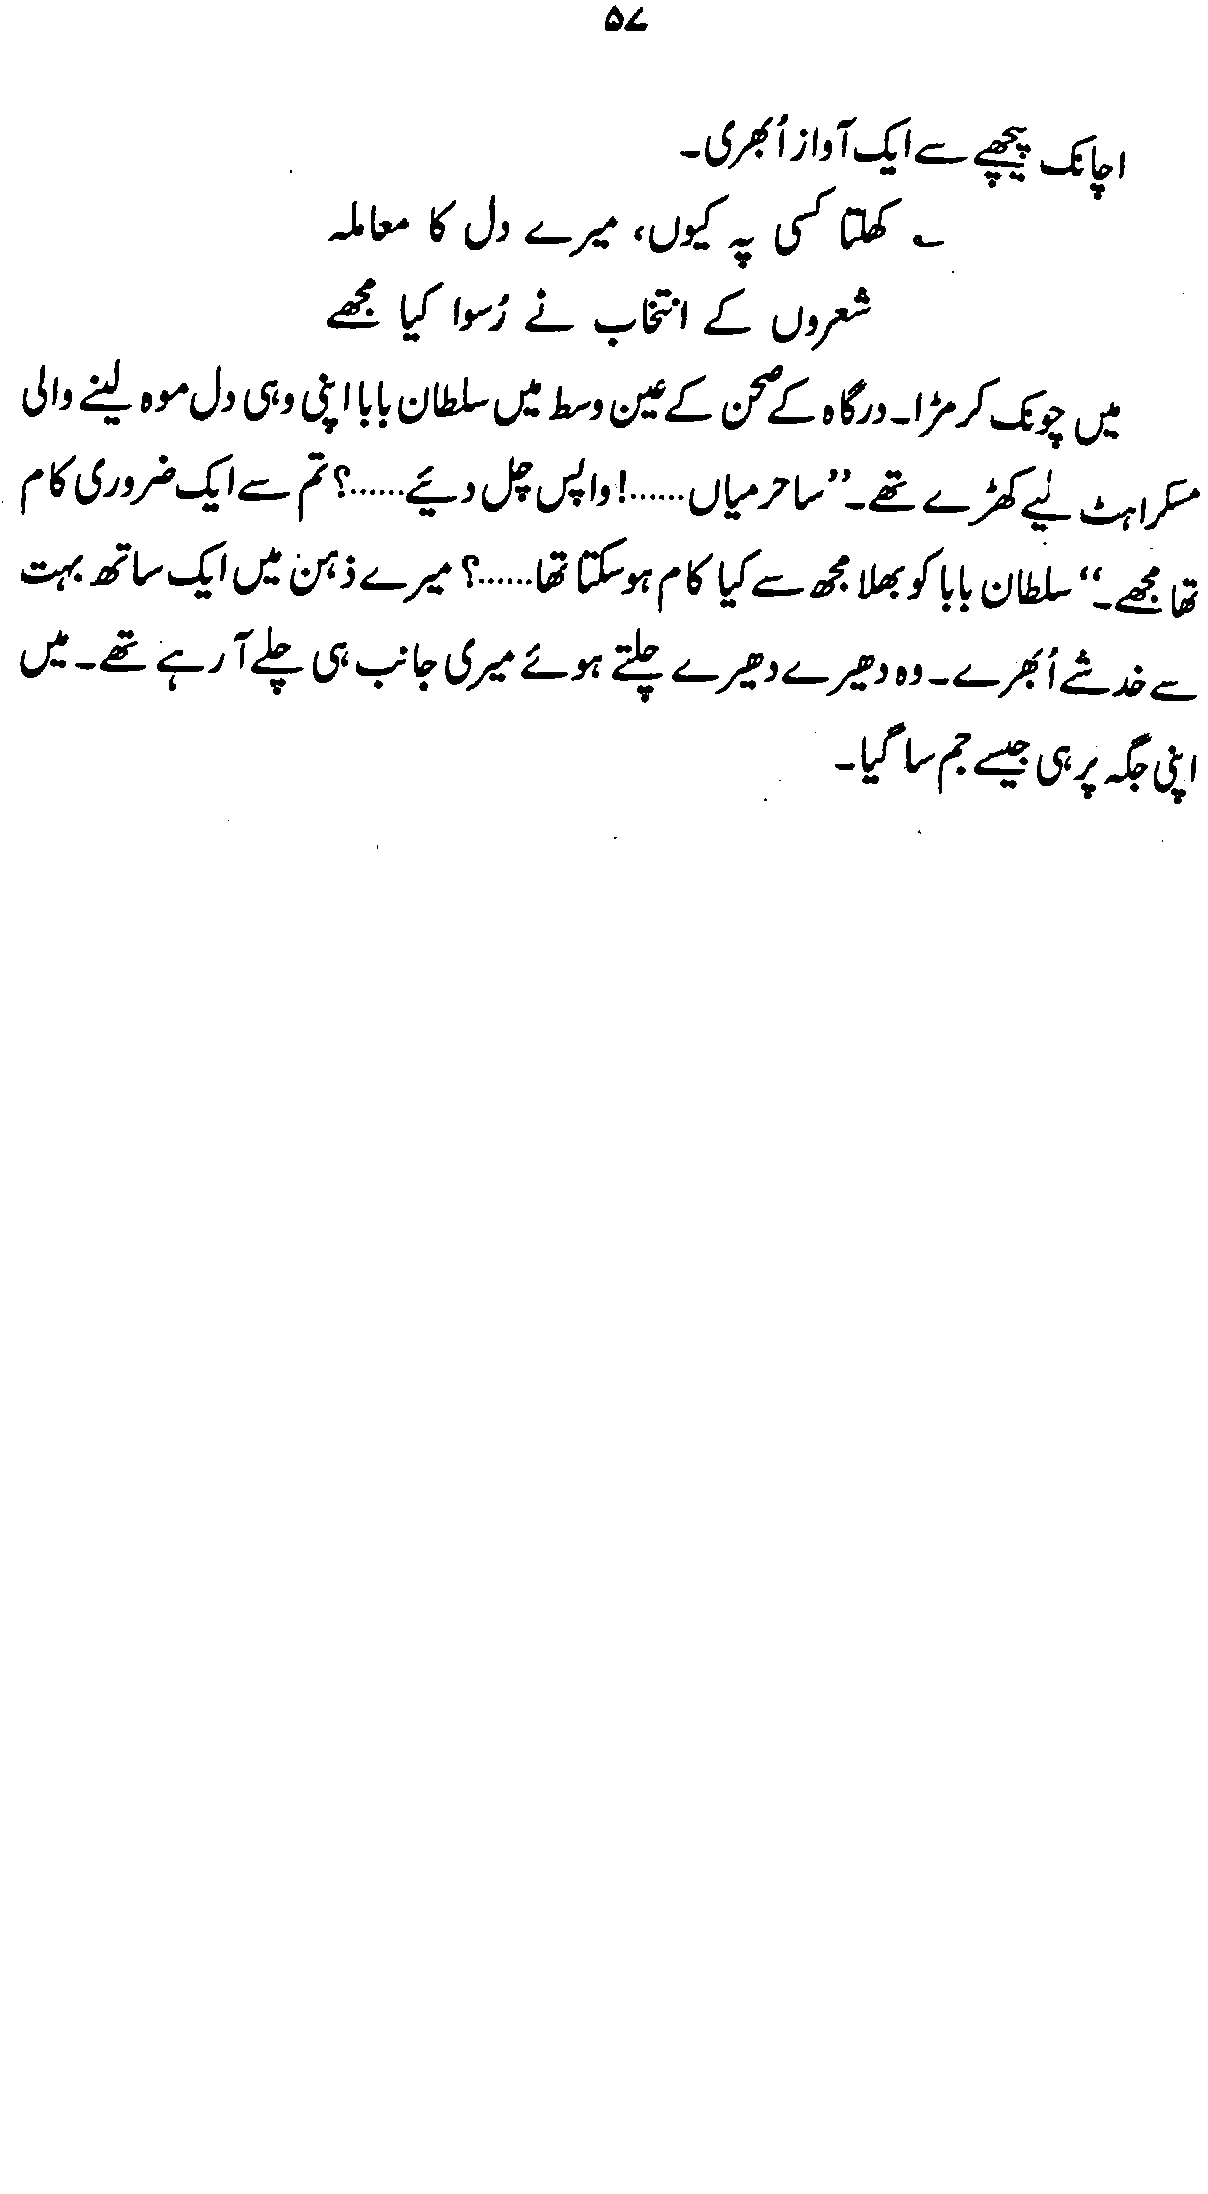 ۵۷
اچانک پیچھے سے ایک آواز اُبھری۔
؎ کھلتا کسی پہ کیوں، میرے دل کا معاملہ
شعروں کے انتخاب نے رُسوا کیا مجھے
میں چونک کر مڑا۔ درگاہ کے صحن کے عین وسط میں سلطان بابا اپنی وہی دل موہ لینے والی
مسکراہٹ لیے کھڑے تھے۔ ’’ساحر میاں......! واپس چل دیئے......؟ تم سے ایک ضروری کام
تھا مجھے۔‘‘ سلطان بابا کو بھلا مجھ سے کیا کام ہوسکتا تھا......؟ میرے ذہن میں ایک ساتھ بہت
سے خدشے اُبھرے۔ وہ دھیرے دھیرے چلتے ہوئے میری جانب ہی چلے آ رہے تھے۔ میں
اپنی جگہ پر ہی جیسے جم سا گیا۔